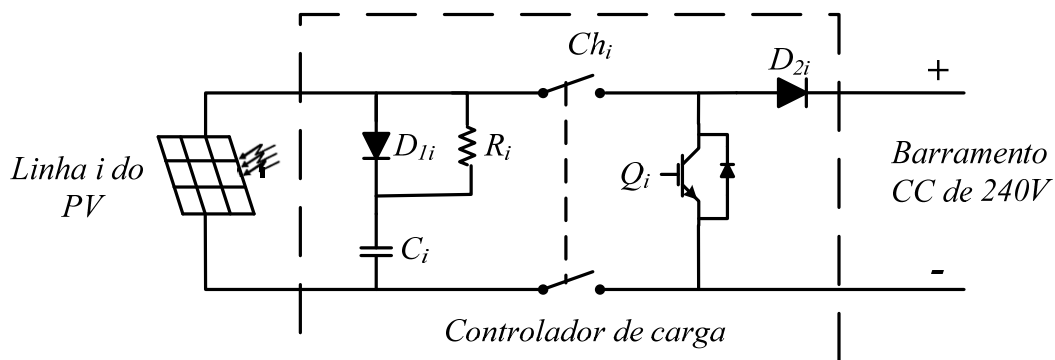 Ch_i
D_2i
+
Linha i do
PV
D_1i
R_i
Q_i
Barramento
CC de 240V
C_i
-
Controlador de carga